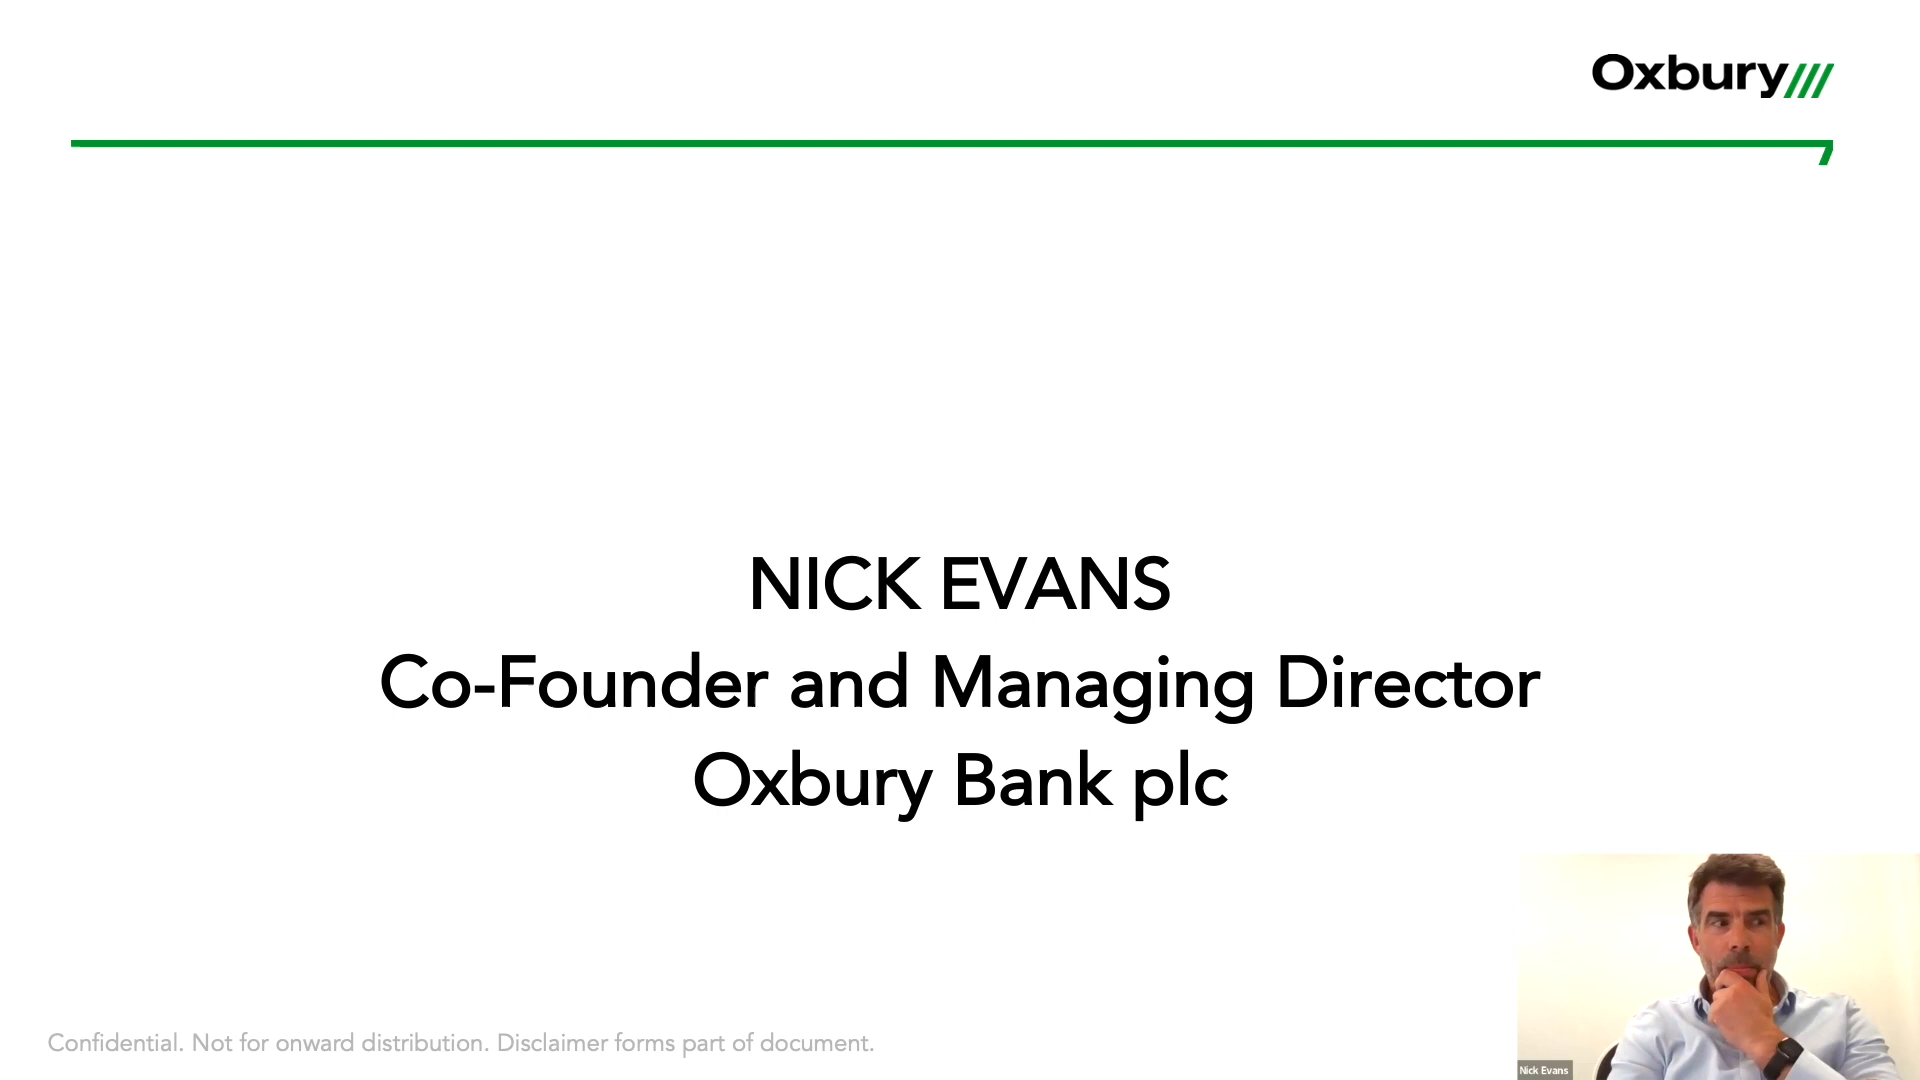 Oxbury
NICK EVANS
Co-Founder and Managing Director
Oxbury Bank plc
Confidential. Not for onward distribution. Disclaimer forms part of document.
Nick Evans